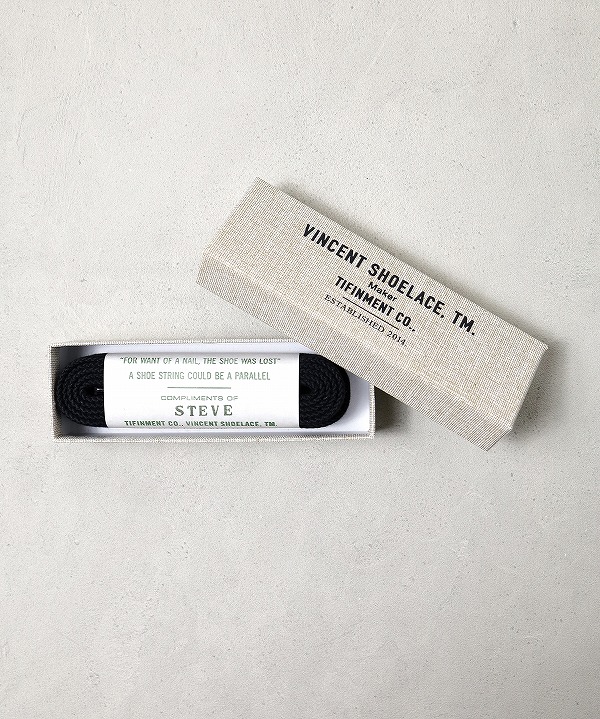 VINCENT SHOELACE, TM.
Maker
TIFINMENT CO.,
ESTABLISHED 2014
"FOR WANT OF A NAIL, THE SHOE WAS LOST"
A SHOE STRING COULD BE A PARALLEL
COMPLIMENTS OF
STEVE
TIFINMENT CO., VINCENT SHOELACE, TM.